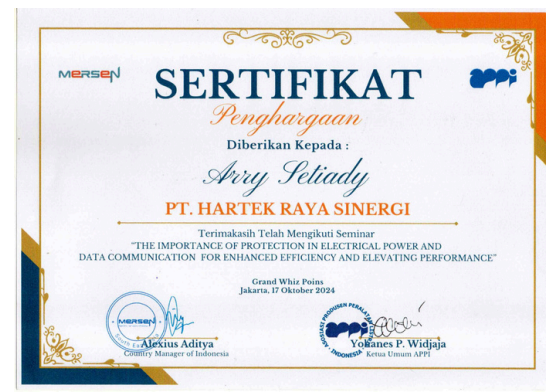 MERSEN
appi
SERTIFIKAT
Penghargaan
Diberikan Kepada :
Arry Setiady
PT. HARTEK RAYA SINERGI
Terimakasih Telah Mengikuti Seminar
"THE IMPORTANCE OF PROTECTION IN ELECTRICAL POWER AND
DATA COMMUNICATION FOR ENHANCED EFFICIENCY AND ELEVATING PERFORMANCE"
Grand Whiz Poins
Jakarta, 17 Oktober 2024
MERSEN
appi
INDONESIA
Alexius Aditya
Yohanes P. Widjaja
Country Manager of Indonesia
Ketua Umum APPI